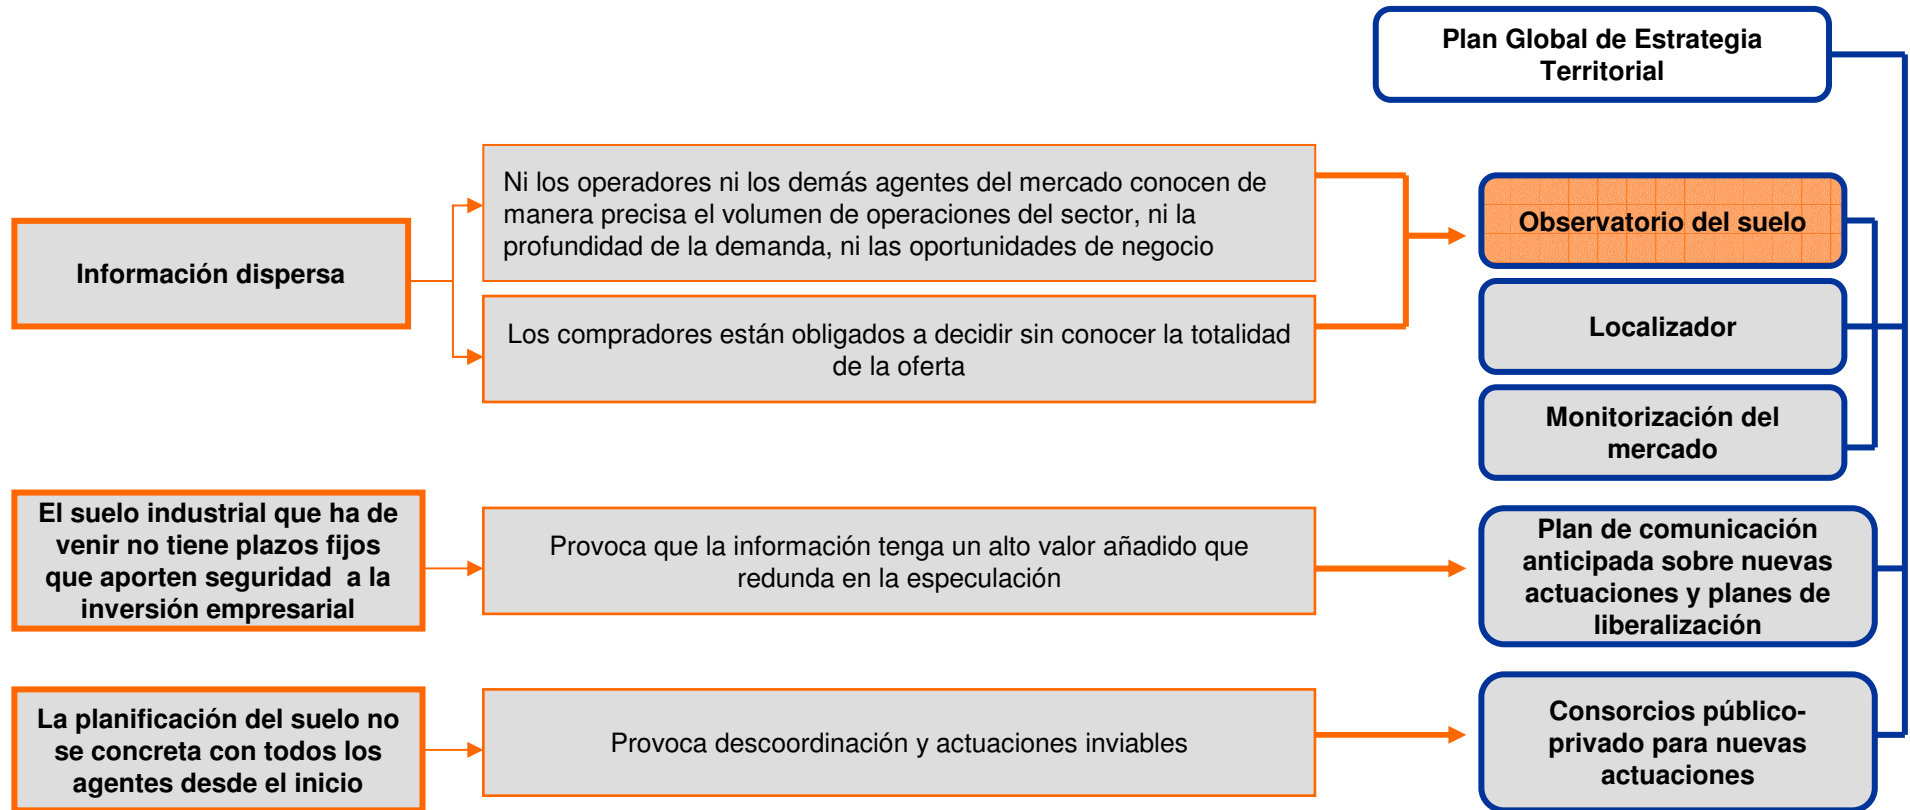 Plan Global de Estrategia
Territorial
Información dispersa
Ni los operadores ni los demás agentes del mercado conocen de
manera precisa el volumen de operaciones del sector, ni la
profundidad de la demanda, ni las oportunidades de negocio
Los compradores están obligados a decidir sin conocer la totalidad
de la oferta
Observatorio del suelo
Localizador
Monitorización del
mercado
El suelo industrial que ha de
venir no tiene plazos fijos
que aporten seguridad a la
inversión empresarial
Provoca que la información tenga un alto valor añadido que
redunda en la especulación
Plan de comunicación
anticipada sobre nuevas
actuaciones y planes de
liberalización
La planificación del suelo no
se concreta con todos los
agentes desde el inicio
Provoca descoordinación y actuaciones inviables
Consorcios público-
privado para nuevas
actuaciones